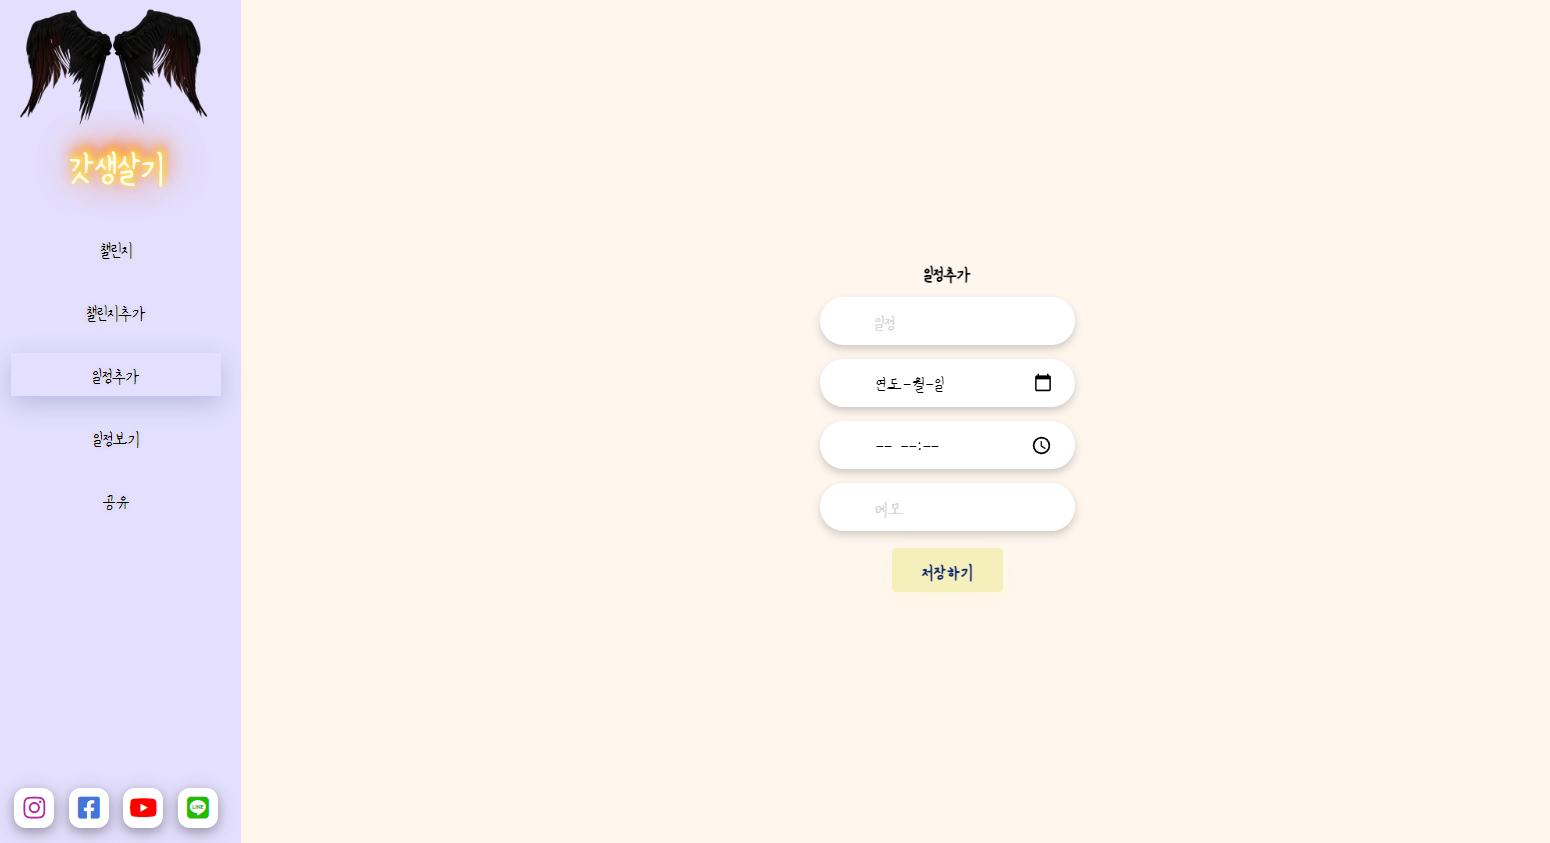 갓생살기
챌린지
챌린지추가
일정추가
일정보기
공유
일정추가
일정
연도-월-일
-- --:--
메모
저장하기
LINE